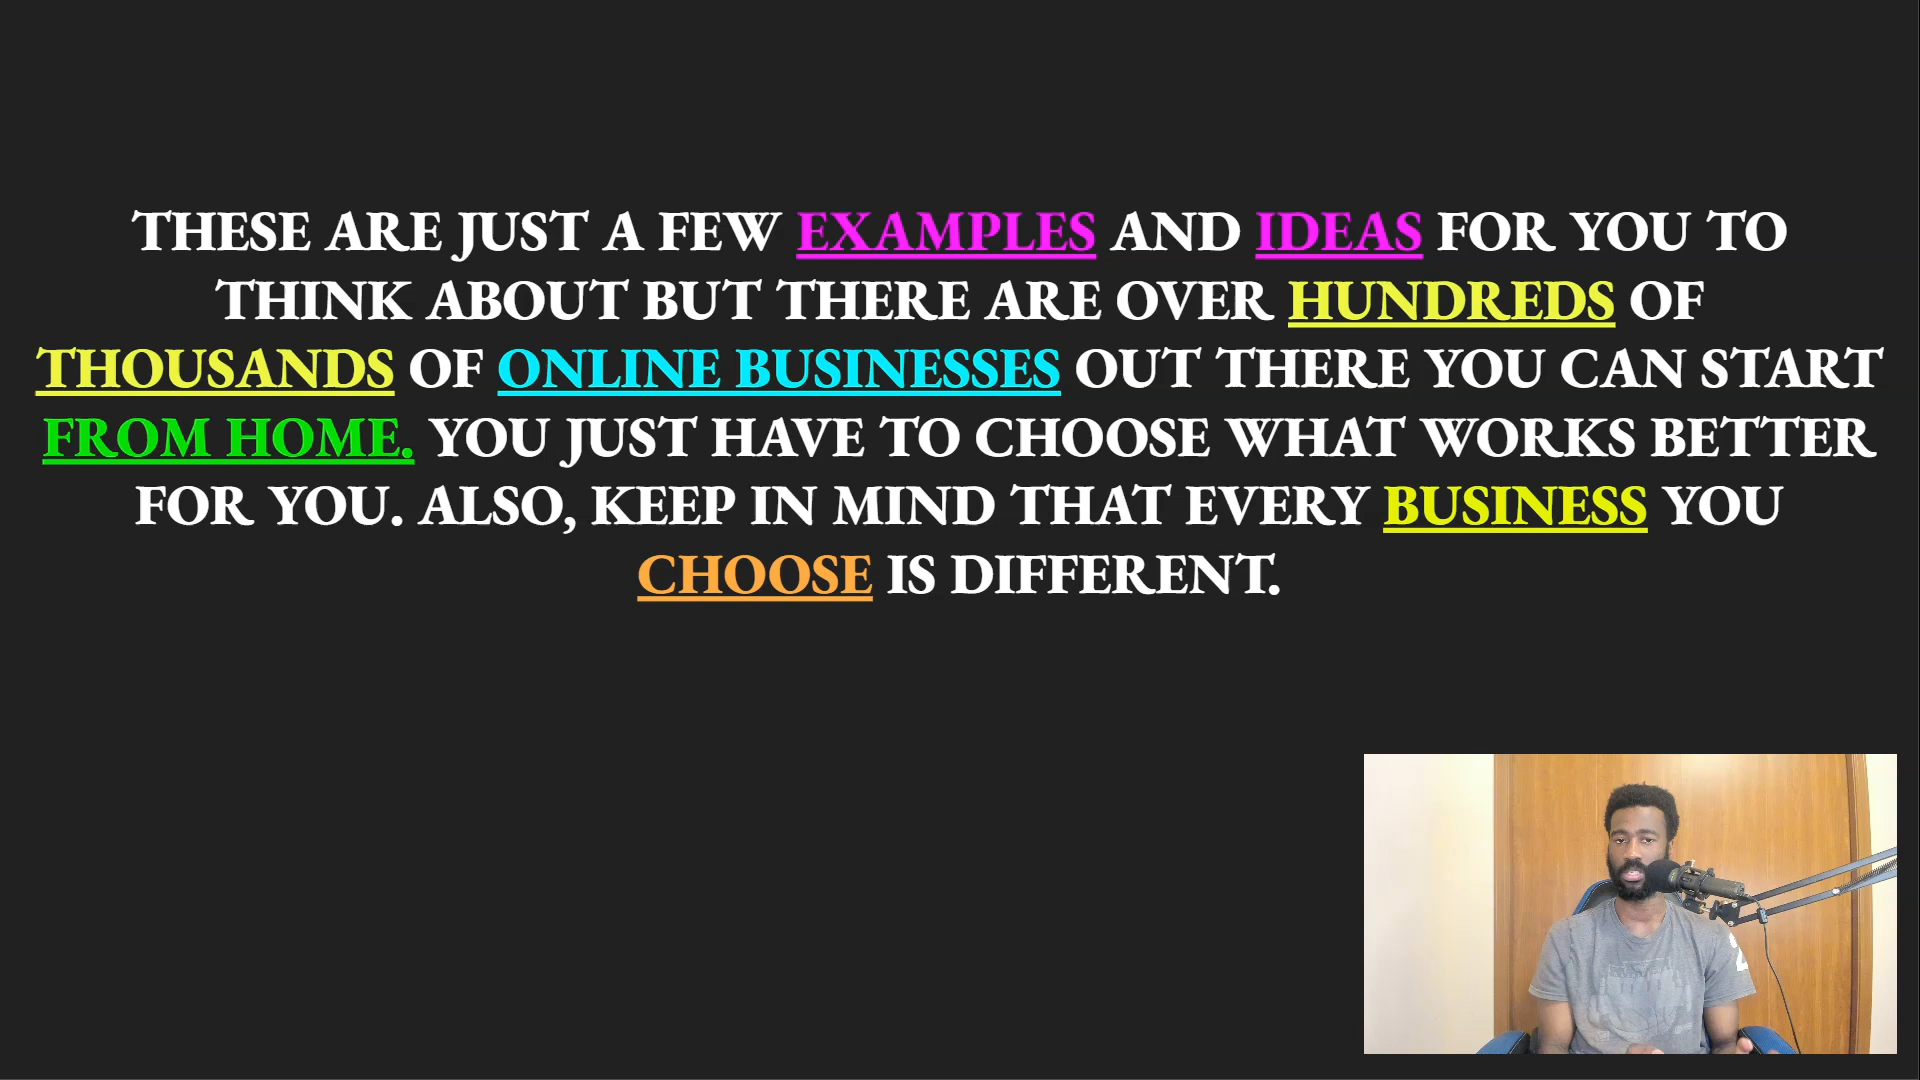 THESE ARE JUST A FEW EXAMPLES AND IDEAS FOR YOU TO
THINK ABOUT BUT THERE ARE OVER HUNDREDS OF
THOUSANDS OF ONLINE BUSINESSES OUT THERE YOU CAN START
FROM HOME. YOU JUST HAVE TO CHOOSE WHAT WORKS BETTER
FOR YOU. ALSO, KEEP IN MIND THAT EVERY BUSINESS YOU
CHOOSE IS DIFFERENT.